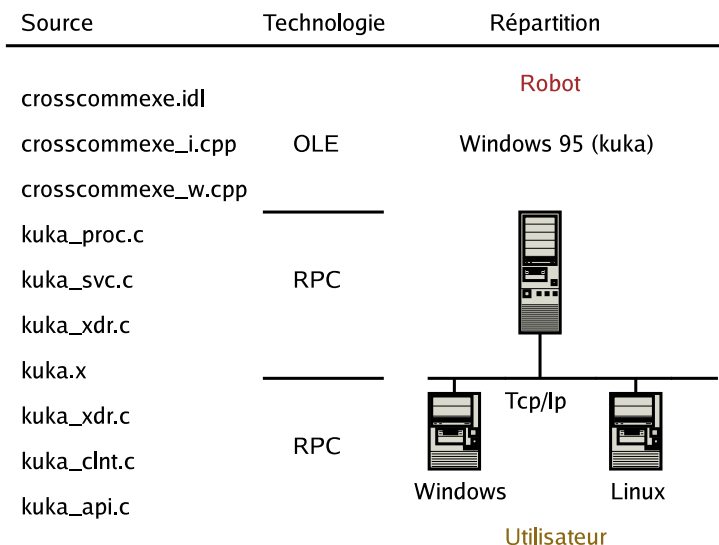 Source Technologie Répartition
Robot
crosscommexe.idl
crosscommexe_i.cpp OLE Windows 95 (kuka)
crosscommexe_w.cpp
kuka_proc.c
kuka_svc.c RPC
kuka_xdr.c
kuka.x
Tcp/Ip
kuka_xdr.c
kuka_clnt.c RPC
Windows Linux
kuka_api.c
Utilisateur